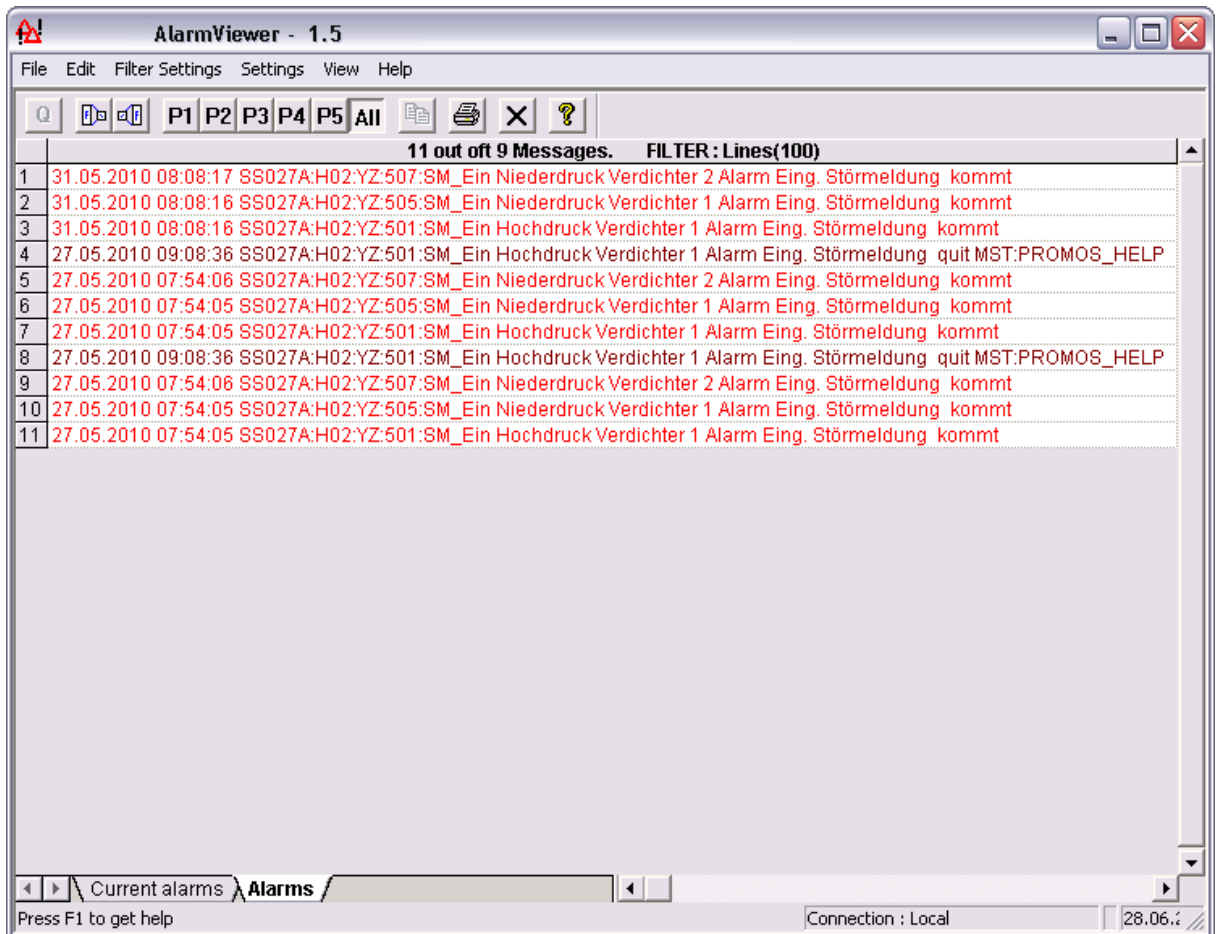 AlarmViewer - 1.5
File Edit Filter Settings Settings View Help
Q P1 P2 P3 P4 P5 All
11 out oft 9 Messages. FILTER : Lines(100)
1 31.05.2010 08:08:17 SS027A:H02:YZ:507:SM_Ein Niederdruck Verdichter 2 Alarm Eing. Störmeldung kommt
2 31.05.2010 08:08:16 SS027A:H02:YZ:505:SM_Ein Niederdruck Verdichter 1 Alarm Eing. Störmeldung kommt
3 31.05.2010 08:08:16 SS027A:H02:YZ:501:SM_Ein Hochdruck Verdichter 1 Alarm Eing. Störmeldung kommt
4 27.05.2010 09:08:36 SS027A:H02:YZ:501:SM_Ein Hochdruck Verdichter 1 Alarm Eing. Störmeldung quit MST:PROMOS_HELP
5 27.05.2010 07:54:06 SS027A:H02:YZ:507:SM_Ein Niederdruck Verdichter 2 Alarm Eing. Störmeldung kommt
6 27.05.2010 07:54:05 SS027A:H02:YZ:505:SM_Ein Niederdruck Verdichter 1 Alarm Eing. Störmeldung kommt
7 27.05.2010 07:54:05 SS027A:H02:YZ:501:SM_Ein Hochdruck Verdichter 1 Alarm Eing. Störmeldung kommt
8 27.05.2010 09:08:36 SS027A:H02:YZ:501:SM_Ein Hochdruck Verdichter 1 Alarm Eing. Störmeldung quit MST:PROMOS_HELP
9 27.05.2010 07:54:06 SS027A:H02:YZ:507:SM_Ein Niederdruck Verdichter 2 Alarm Eing. Störmeldung kommt
10 27.05.2010 07:54:05 SS027A:H02:YZ:505:SM_Ein Niederdruck Verdichter 1 Alarm Eing. Störmeldung kommt
11 27.05.2010 07:54:05 SS027A:H02:YZ:501:SM_Ein Hochdruck Verdichter 1 Alarm Eing. Störmeldung kommt
Current alarms Alarms
Press F1 to get help Connection : Local 28.06.